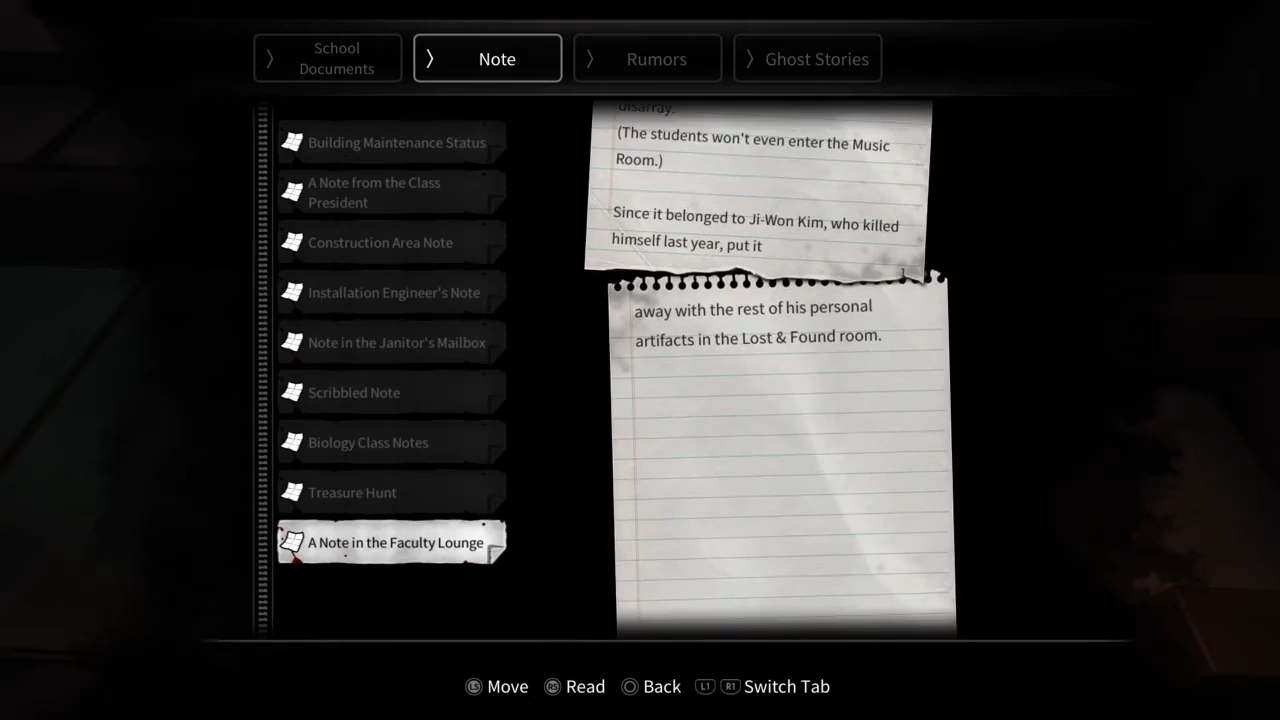 School
Documents
Note
Rumors
Ghost Stories
Building Maintenance Status
A Note from the Class
President
Construction Area Note
Installation Engineer's Note
Note in the Janitor's Mailbox
Scribbled Note
Biology Class Notes
Treasure Hunt
A Note in the Faculty Lounge
disarray.
(The students won't even enter the Music
Room.)
Since it belonged to Ji-Won Kim, who killed
himself last year, put it
1
away with the rest of his personal
artifacts in the Lost & Found room.
LS Move RS Read Back L1 R1 Switch Tab